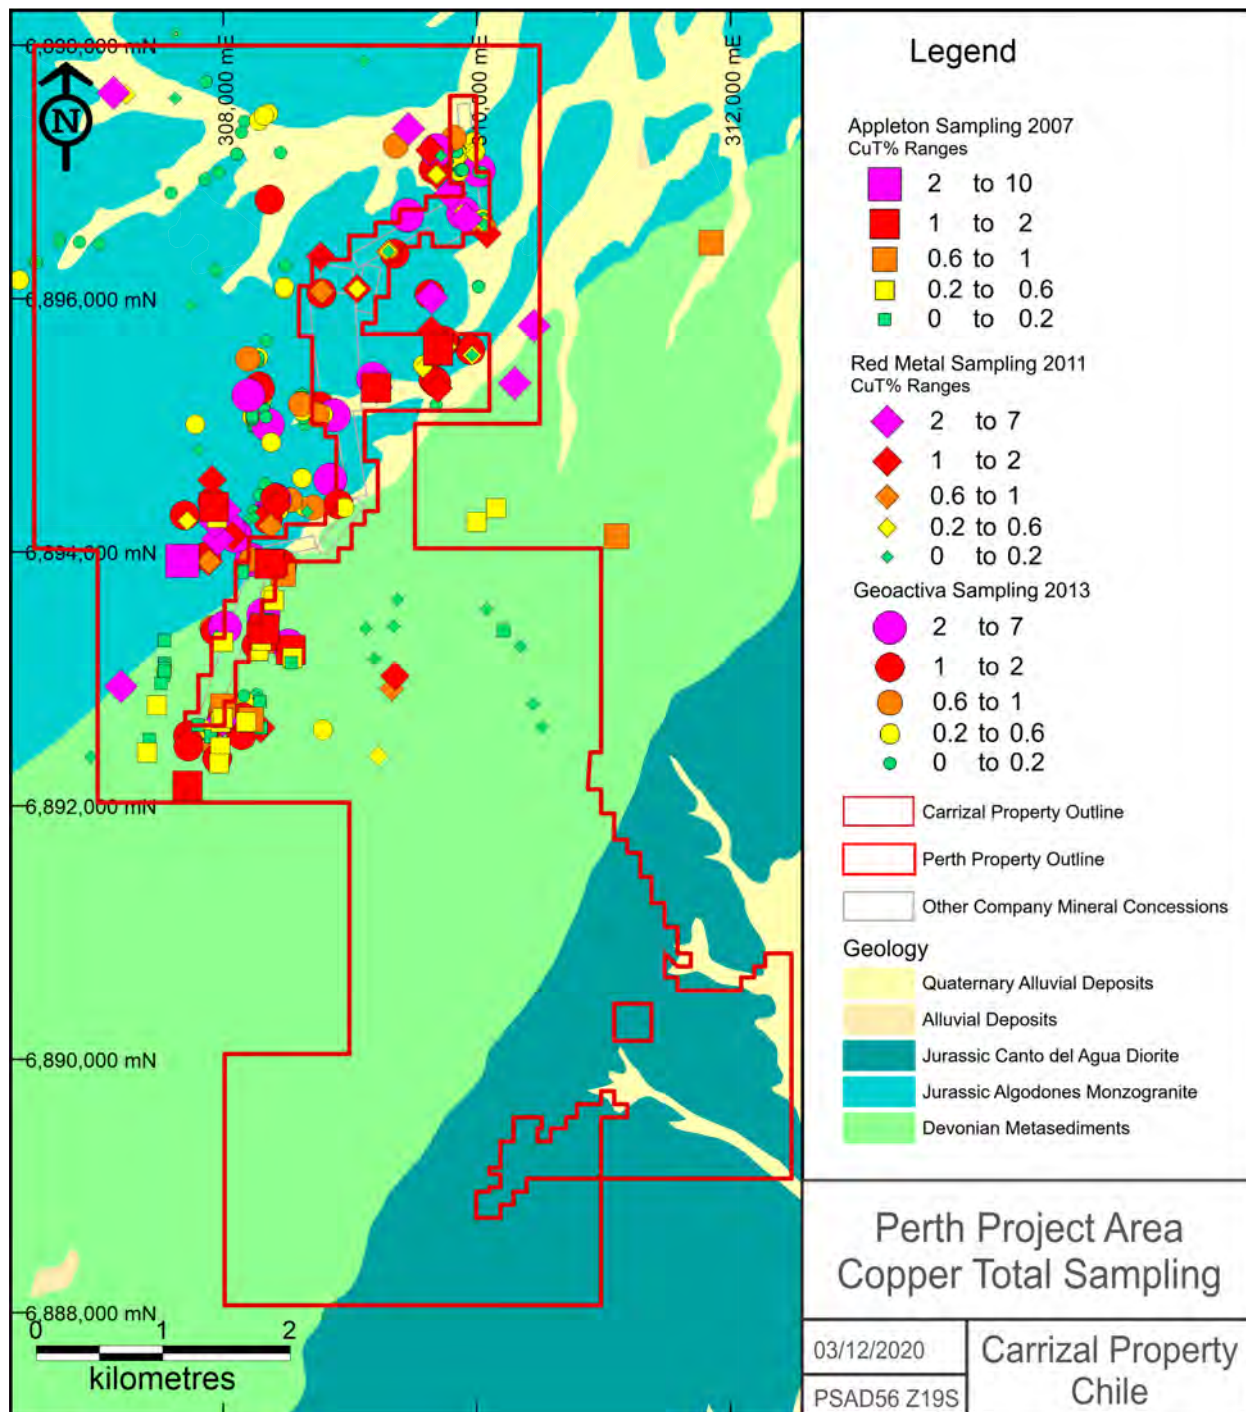 6,898,000 mN
308,000 mE
310,000 mE
312,000 mE
N
6,896,000 mN
6,894,000 mN
6,892,000 mN
6,890,000 mN
6,888,000 mN
0 1 2
kilometres
Legend
Appleton Sampling 2007
CuT% Ranges
2 to 10
1 to 2
0.6 to 1
0.2 to 0.6
0 to 0.2
Red Metal Sampling 2011
CuT% Ranges
2 to 7
1 to 2
0.6 to 1
0.2 to 0.6
0 to 0.2
Geoactiva Sampling 2013
2 to 7
1 to 2
0.6 to 1
0.2 to 0.6
0 to 0.2
Carrizal Property Outline
Perth Property Outline
Other Company Mineral Concessions
Geology
Quaternary Alluvial Deposits
Alluvial Deposits
Jurassic Canto del Agua Diorite
Jurassic Algodones Monzogranite
Devonian Metasediments
Perth Project Area
Copper Total Sampling
03/12/2020
PSAD56 Z19S
Carrizal Property
Chile